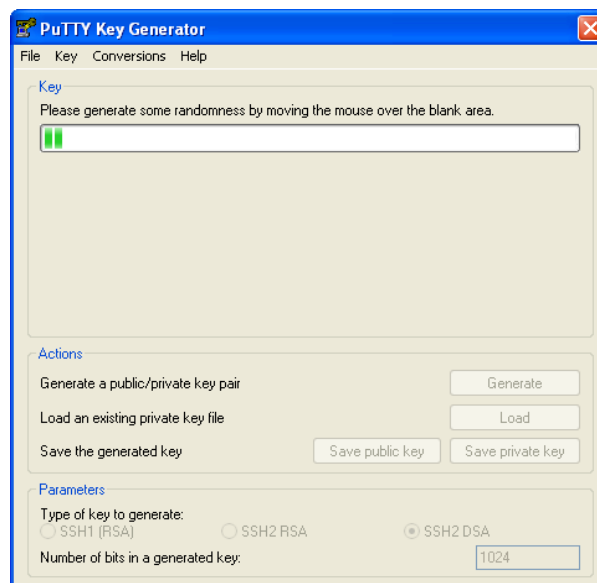 PuTTY Key Generator
File Key Conversions Help
Key
Please generate some randomness by moving the mouse over the blank area.
Actions
Generate a public/private key pair
Generate
Load an existing private key file
Load
Save the generated key
Save public key
Save private key
Parameters
Type of key to generate:
SSH1 (RSA) SSH2 RSA SSH2 DSA
Number of bits in a generated key:
1024